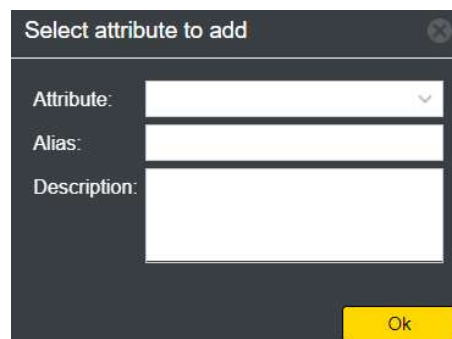 Select attribute to add
Attribute:
Alias:
Description:
Ok